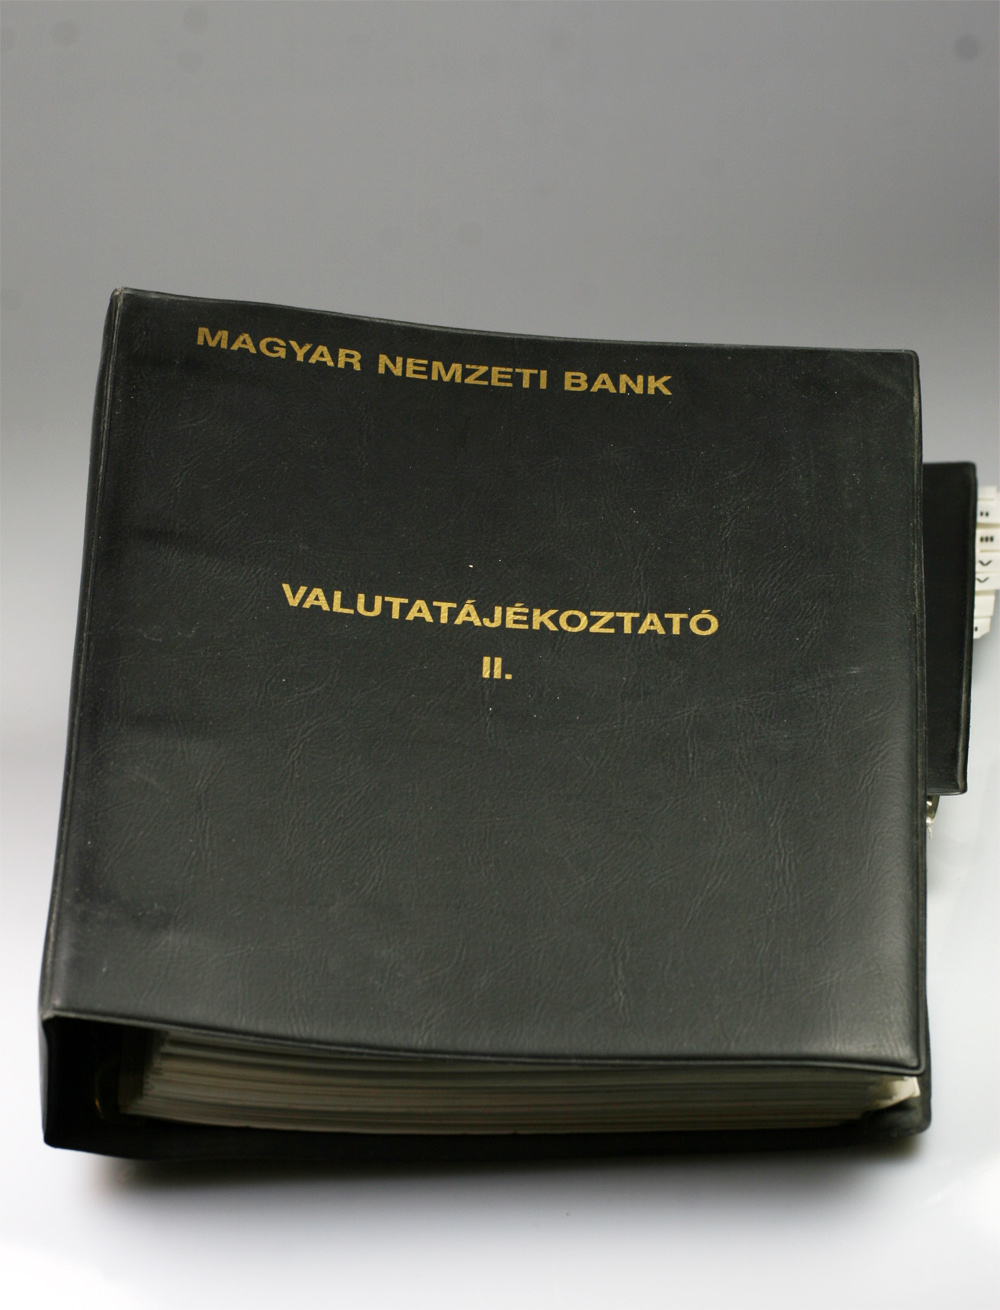 MAGYAR NEMZETI BANK
VALUTATÁJÉKOZTATÓ
II.